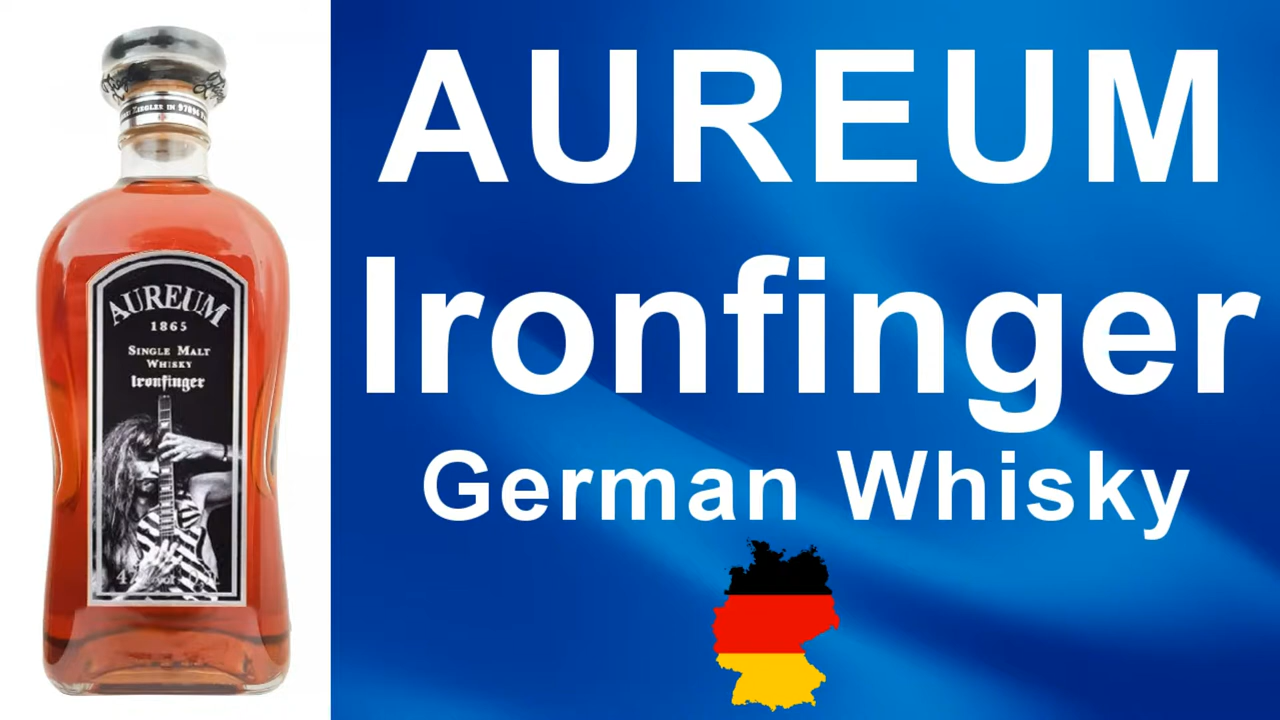 AUREUM
1865
SINGLE MALT
WHISKY
Ironfinger
AUREUM
Ironfinger
German Whisky